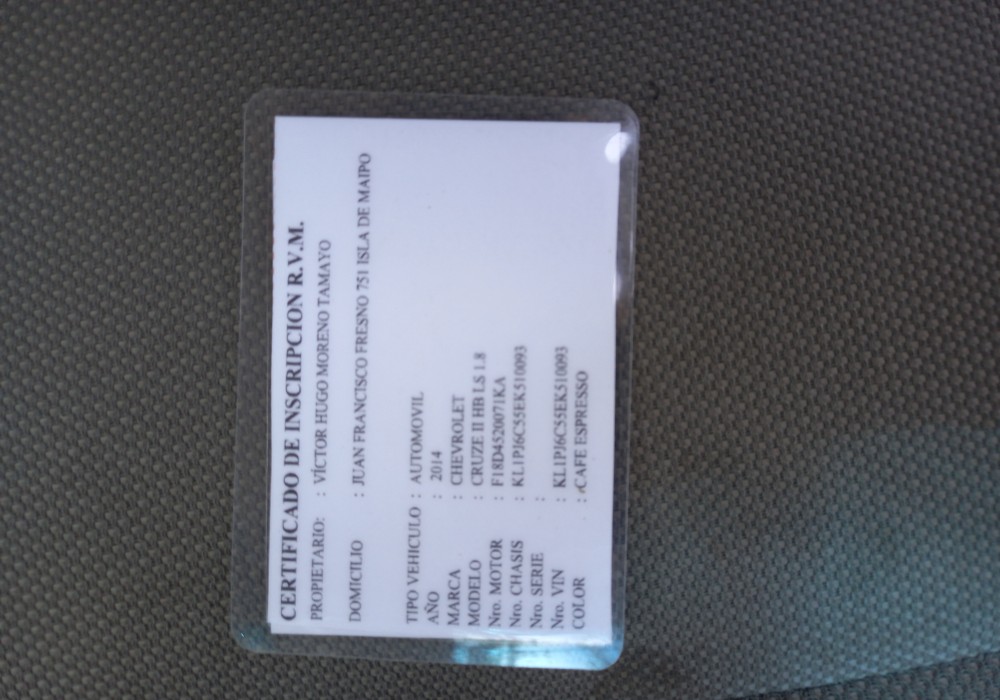 CERTIFICADO DE INSCRIPCION R.V.M.
PROPIETARIO: : VÍCTOR HUGO MORENO TAMAYO
DOMICILIO : JUAN FRANCISCO FRESNO 751 ISLA DE MAIPO
TIPO VEHICULO : AUTOMOVIL
AÑO : 2014
MARCA : CHEVROLET
MODELO : CRUZE II HB LS 1.8
Nro. MOTOR : F18D4520071KA
Nro. CHASIS : KL1PJ6C55EK510093
Nro. SERIE :
Nro. VIN : KL1PJ6C55EK510093
COLOR : CAFE ESPRESSO